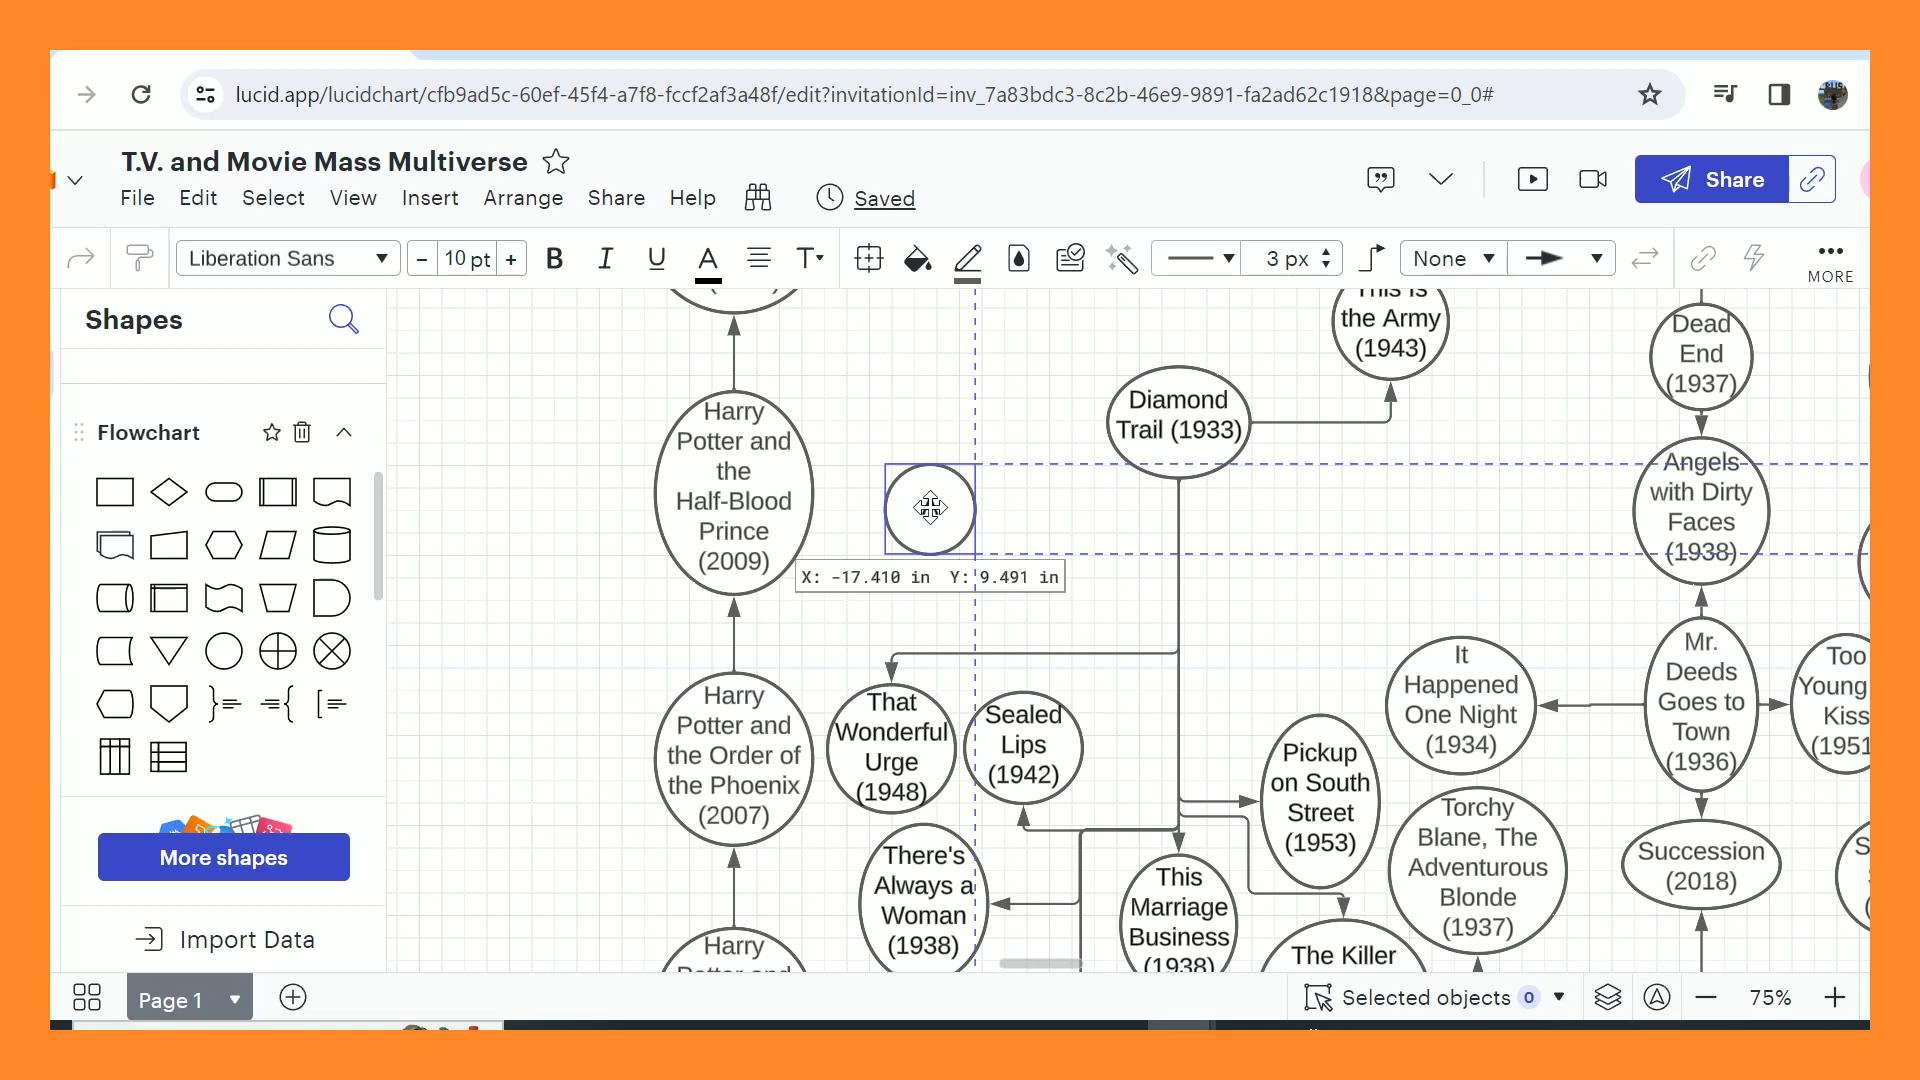 lucid.app/lucidchart/cfb9ad5c-60ef-45f4-a7f8-fccf2af3a48f/edit?invitationId=inv_7a83bdc3-8c2b-46e9-9891-fa2ad62c1918&page=0_0#
T.V. and Movie Mass Multiverse
File Edit Select View Insert Arrange Share Help Saved
Share
Liberation Sans
- 10 pt +
B I U A T
3 px
None
MORE
Shapes
Flowchart
More shapes
Import Data
Harry
Potter and
the
Half-Blood
Prince
(2009)
Harry
Potter and
the Order of
the Phoenix
(2007)
Harry
Potter and
X: -17.410 in Y: 9.491 in
Diamond
Trail (1933)
This is
the Army
(1943)
Dead
End
(1937)
Angels
with Dirty
Faces
(1938)
That
Wonderful
Urge
(1948)
Sealed
Lips
(1942)
There's
Always a
Woman
(1938)
This
Marriage
Business
(1938)
Pickup
on South
Street
(1953)
The Killer
It
Happened
One Night
(1934)
Torchy
Blane, The
Adventurous
Blonde
(1937)
Mr.
Deeds
Goes to
Town
(1936)
Too
Young
Kiss
(1951
Succession
(2018)
S
(
Page 1
Selected objects 0
75%